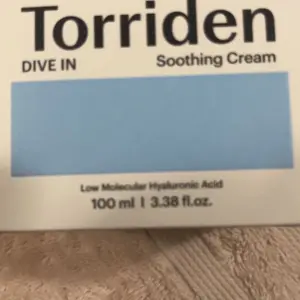 Torriden
DIVE IN Soothing Cream
Low Molecular Hyaluronic Acid
100 ml | 3.38 fl.oz.